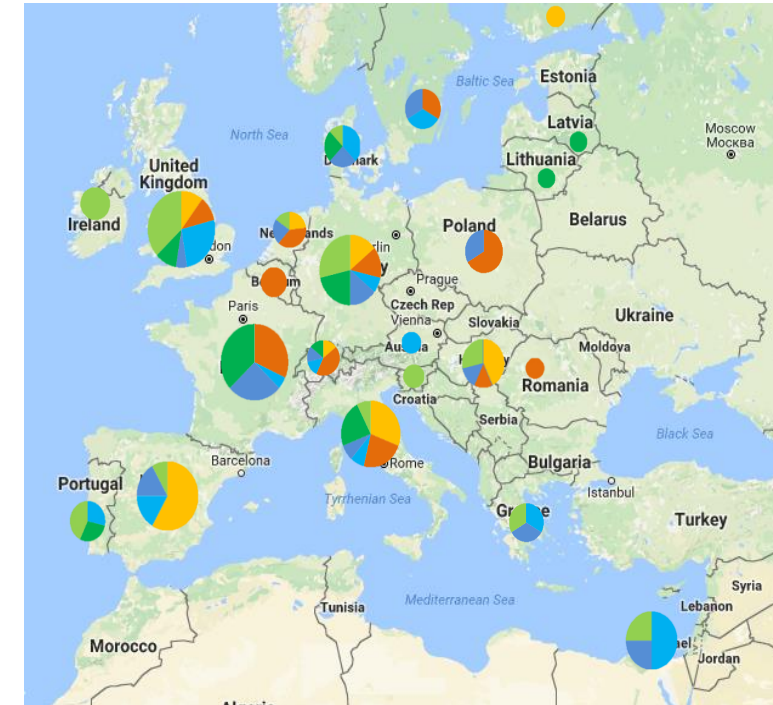 Estonia
Baltic Sea
Latvia
Moscow
Москва
North Sea
Lithuania
United
Kingdom
Ireland
Poland
Belarus
Prague
Czech Rep
Ukraine
Paris
Vienna
Slovakia
Moldova
Romania
Croatia
Serbia
Black Sea
Barcelona
Rome
Bulgaria
Portugal
Istanbul
Tyrrhenian Sea
Turkey
Syria
Mediterranean Sea
Tunisia
Lebanon
Morocco
Jordan